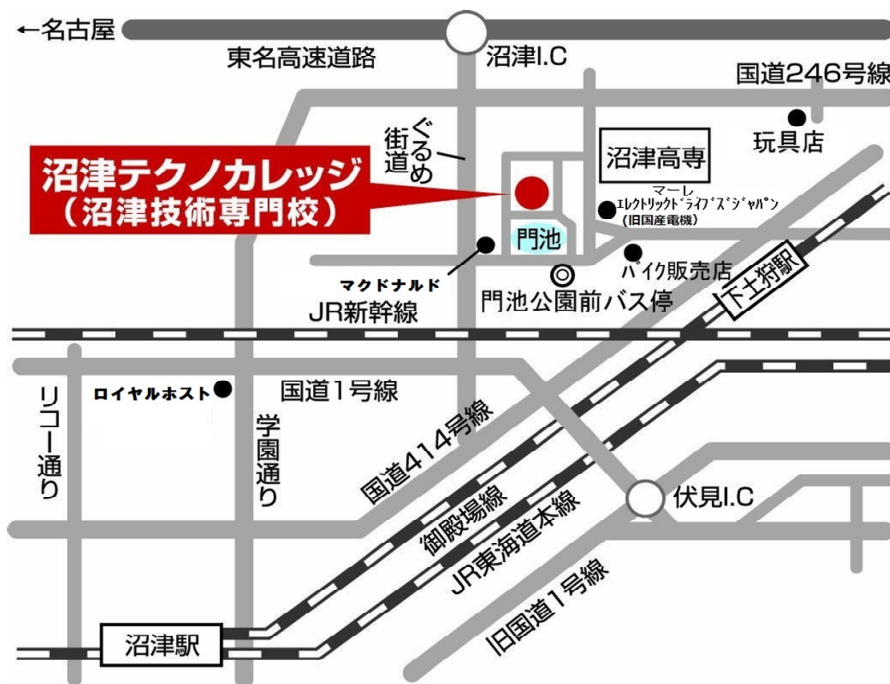 ←名古屋
東名高速道路
沼津I.C
国道246号線
ぐるめ
街道
玩具店
沼津高専
沼津テクノカレッジ
(沼津技術専門校)
マーレ
エレクトリックドライブズジャパン
(旧国産電機)
門池
バイク販売店
マクドナルド
門池公園前バス停
下土狩駅
JR新幹線
国道1号線
ロイヤルホスト
リコー通り
学園通り
国道414号線
御殿場線
JR東海道本線
伏見I.C
旧国道1号線
沼津駅